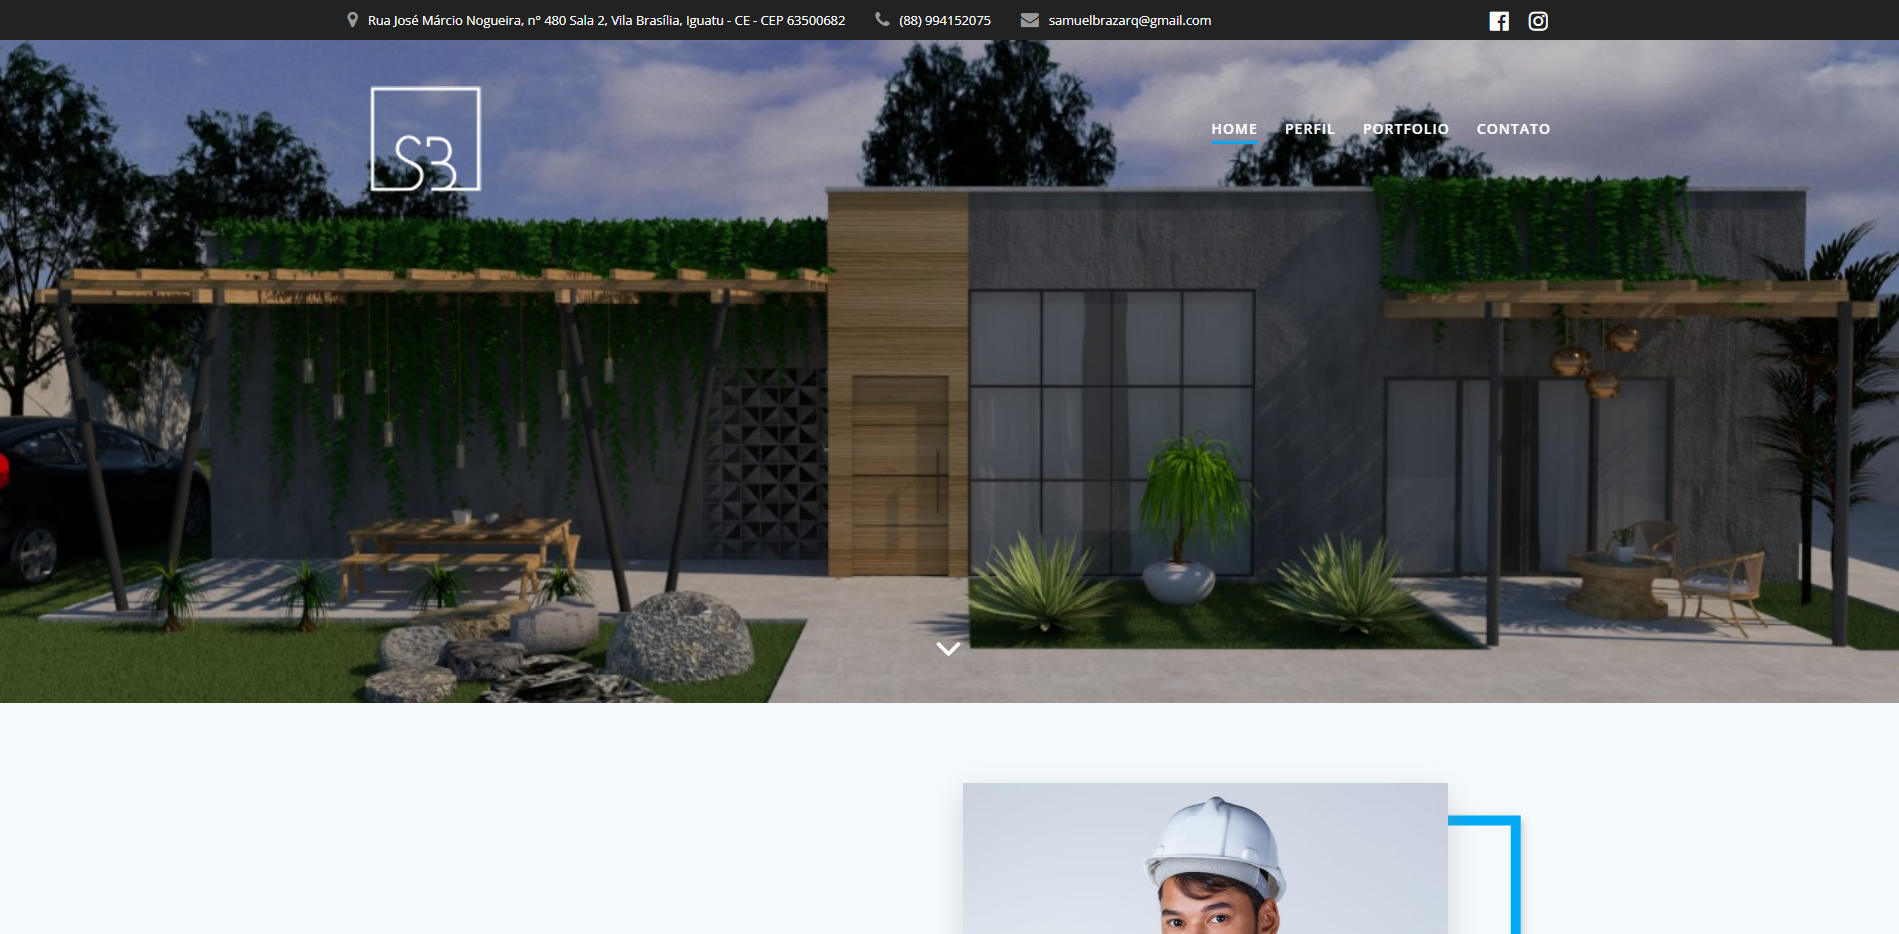 Rua José Márcio Nogueira, nº 480 Sala 2, Vila Brasília, Iguatu - CE - CEP 63500682
(88) 994152075
samuelbrazarq@gmail.com
SB
HOME
PERFIL
PORTFOLIO
CONTATO